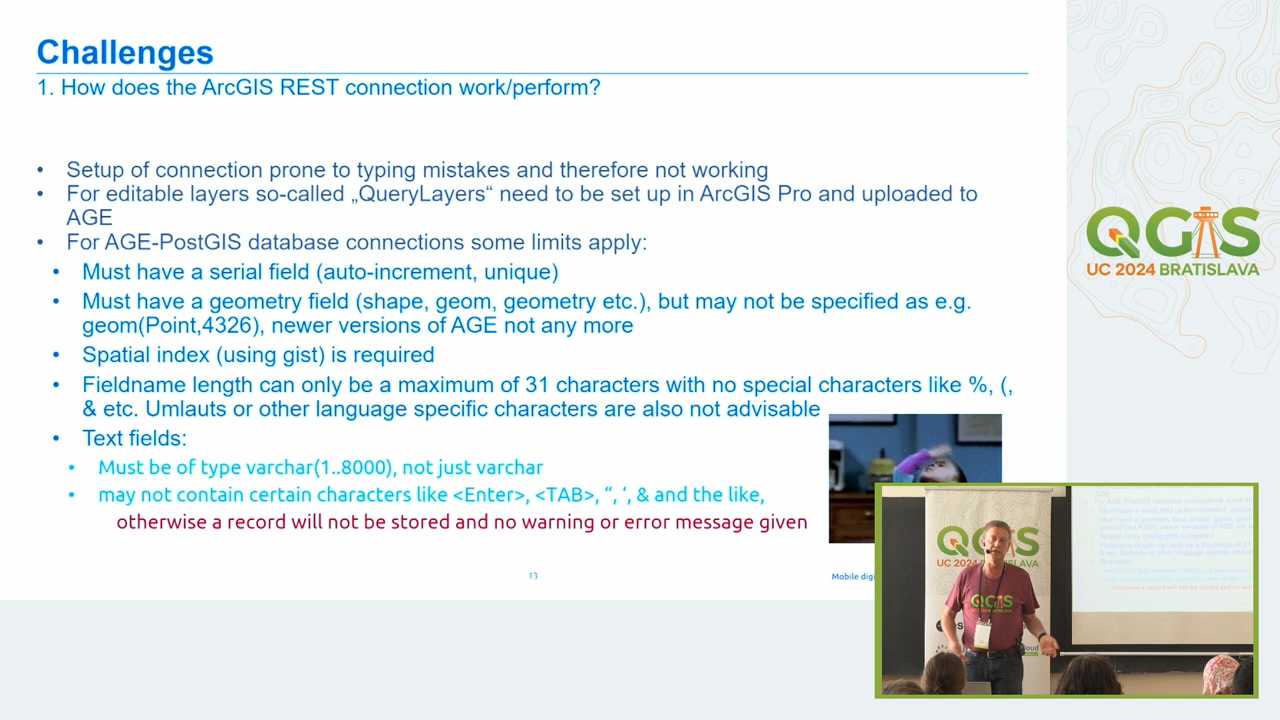 Challenges
1. How does the ArcGIS REST connection work/perform?
• Setup of connection prone to typing mistakes and therefore not working
• For editable layers so-called „QueryLayers“ need to be set up in ArcGIS Pro and uploaded to
AGE
• For AGE-PostGIS database connections some limits apply:
• Must have a serial field (auto-increment, unique)
• Must have a geometry field (shape, geom, geometry etc.), but may not be specified as e.g.
geom(Point,4326), newer versions of AGE not any more
• Spatial index (using gist) is required
• Fieldname length can only be a maximum of 31 characters with no special characters like %, (,
& etc. Umlauts or other language specific characters are also not advisable
• Text fields:
• Must be of type varchar(1..8000), not just varchar
• may not contain certain characters like <Enter>, <TAB>, “, ‘, & and the like,
otherwise a record will not be stored and no warning or error message given
13
Mobile
QGIS
UC 2024 BRATISLAVA
QGIS
UC 2024 BRATISLAVA
QGIS